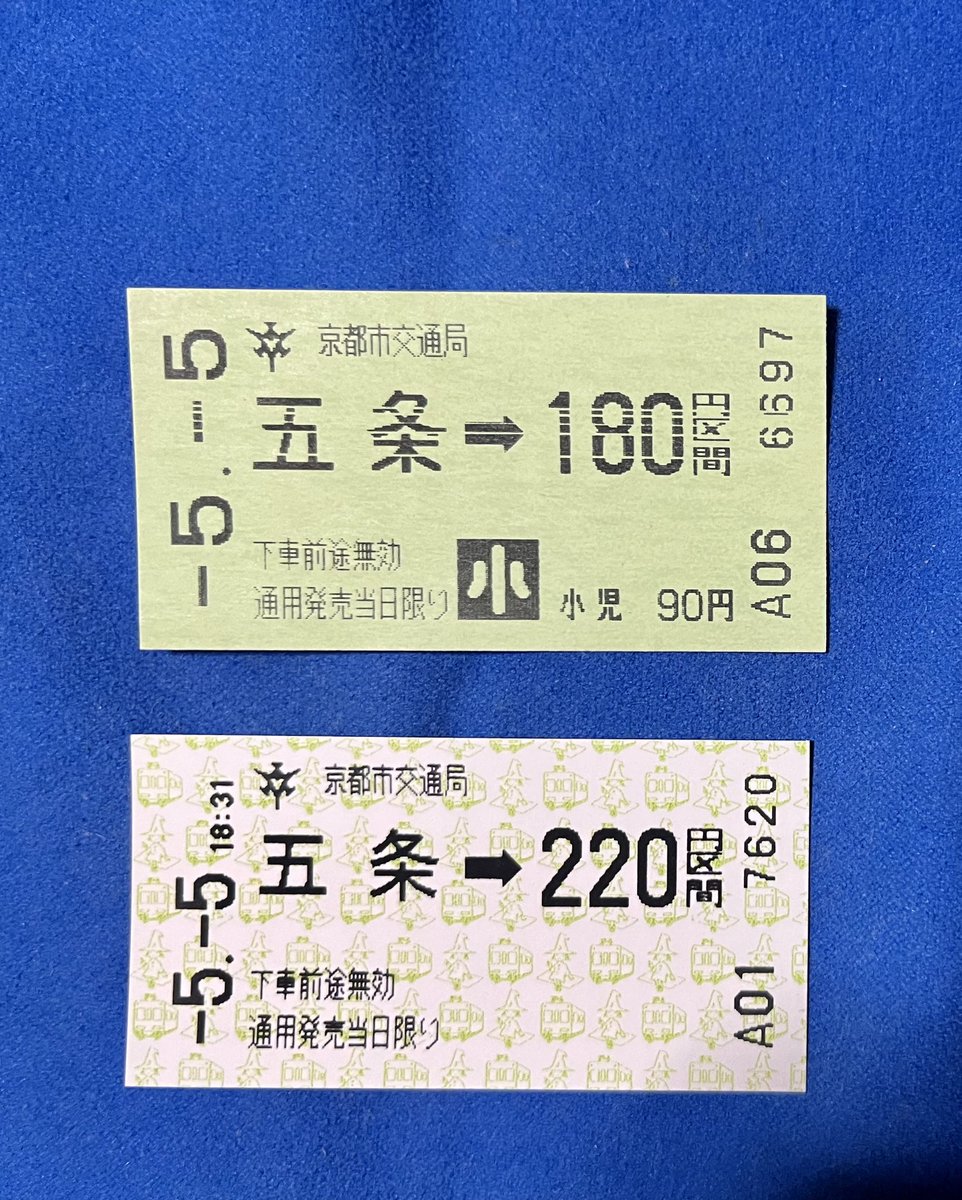 京都市交通局
五条➡180円区間
下車前途無効
通用発売当日限り
小
小児 90円
-5.-5.-5
6697
A06
京都市交通局
五条➡220円区間
下車前途無効
通用発売当日限り
-5.-5 18:31
7620
A01